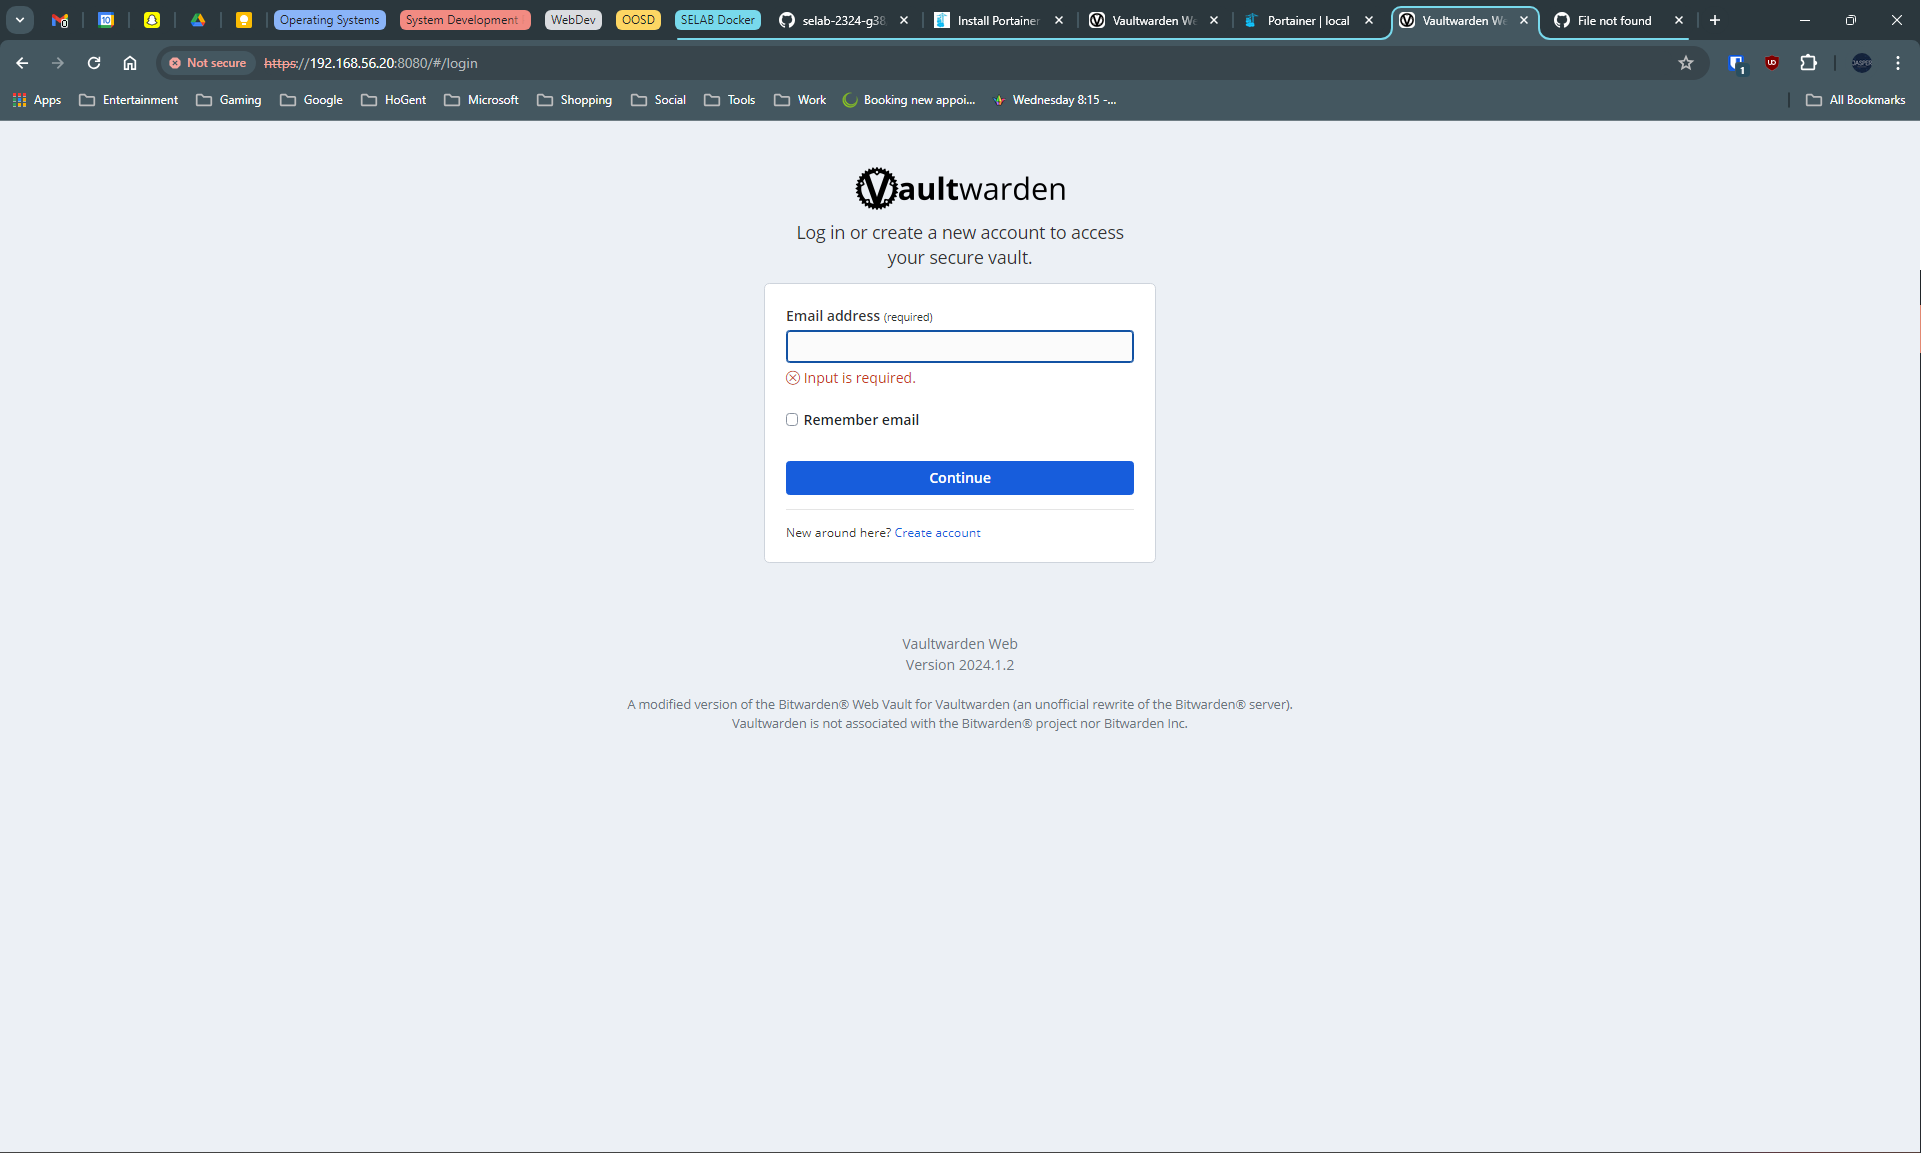 Operating Systems
System Development
WebDev
OOSD
SELAB Docker
selab-2324-g38
Install Portainer
Vaultwarden We
Portainer | local
Vaultwarden We
File not found
Not secure
https://192.168.56.20:8080/#/login
Apps
Entertainment
Gaming
Google
HoGent
Microsoft
Shopping
Social
Tools
Work
Booking new appoi...
Wednesday 8:15 -...
All Bookmarks
Vaultwarden
Log in or create a new account to access
your secure vault.
Email address (required)
Input is required.
Remember email
Continue
New around here? Create account
Vaultwarden Web
Version 2024.1.2
A modified version of the Bitwarden® Web Vault for Vaultwarden (an unofficial rewrite of the Bitwarden® server).
Vaultwarden is not associated with the Bitwarden® project nor Bitwarden Inc.